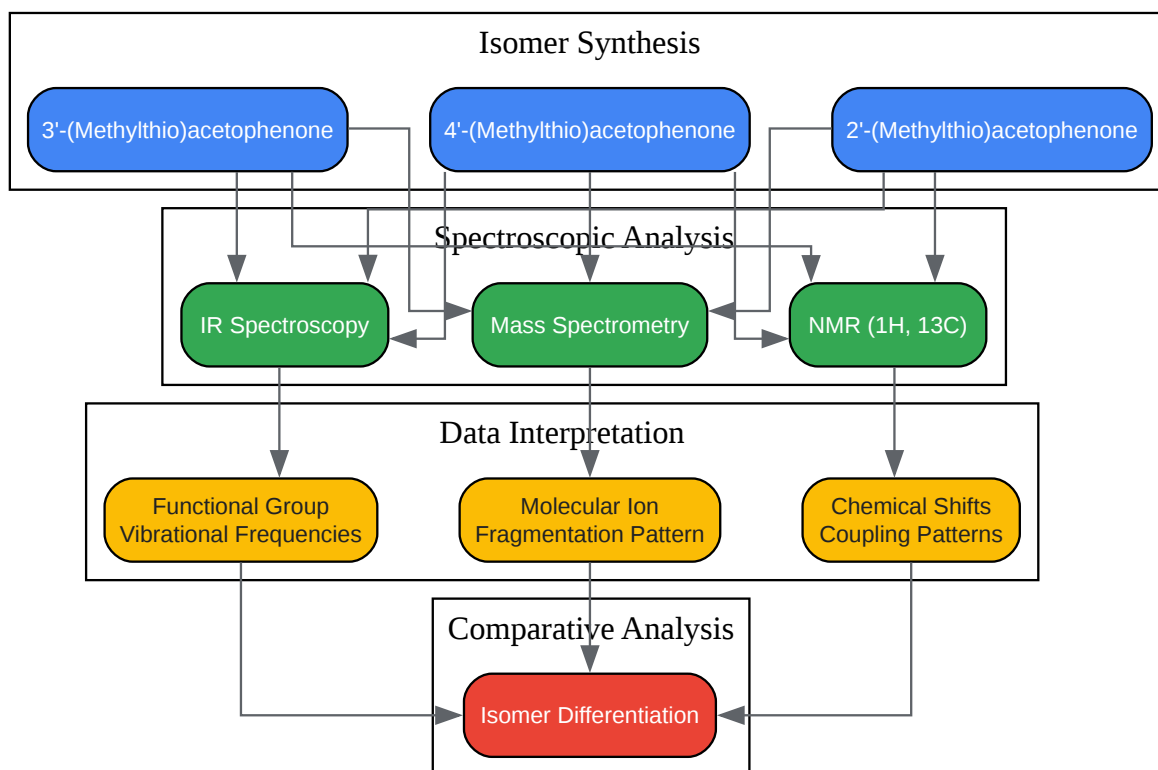 Isomer Synthesis
3'-(Methylthio)acetophenone
4'-(Methylthio)acetophenone
2'-(Methylthio)acetophenone
Spectroscopic Analysis
IR Spectroscopy
Mass Spectrometry
NMR (1H, 13C)
Data Interpretation
Functional Group
Vibrational Frequencies
Molecular Ion
Fragmentation Pattern
Chemical Shifts
Coupling Patterns
Comparative Analysis
Isomer Differentiation